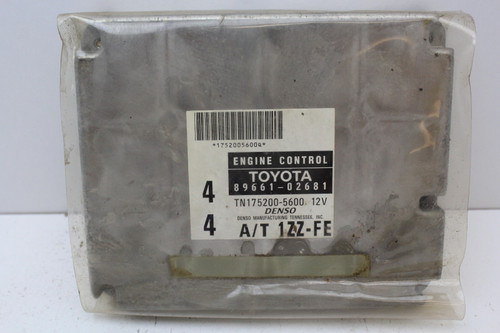 *17520056004*
ENGINE CONTROL
TOYOTA
4 89661-02681
TN175200-5600 12V
DENSO
4 DENSO MANUFACTURING TENNESSEE, INC.
A/T 1ZZ-FE